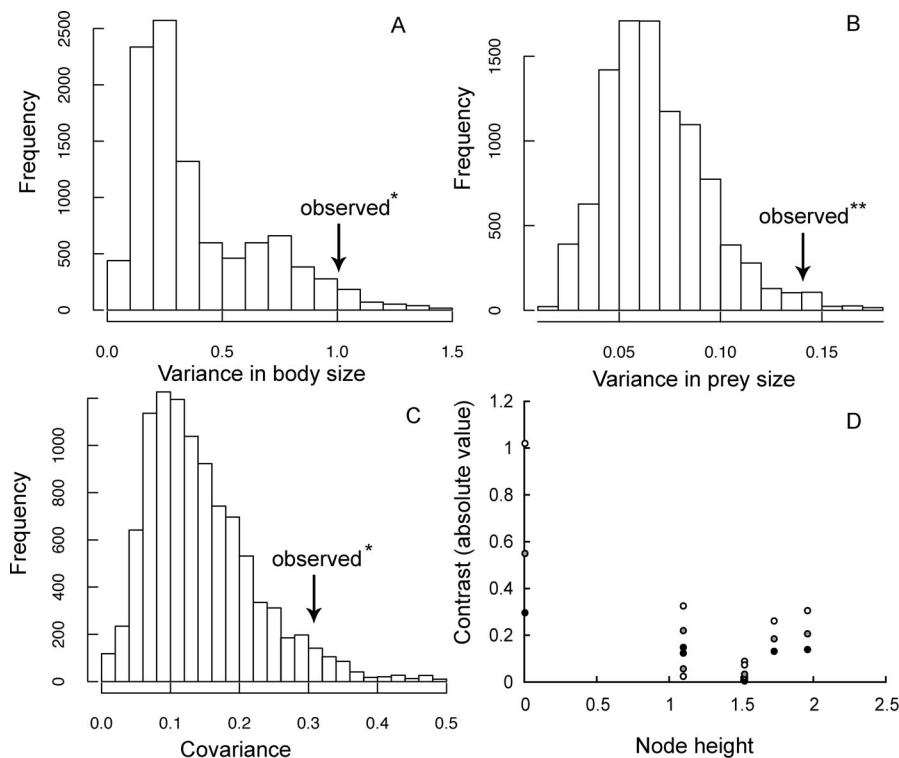 A
Frequency
2500
2000
1500
1000
500
0
observed*
0.0 0.5 1.0 1.5
Variance in body size
B
Frequency
1500
1000
500
0
observed**
0.05 0.10 0.15
Variance in prey size
C
Frequency
1000
800
600
400
200
0
observed*
0.0 0.1 0.2 0.3 0.4 0.5
Covariance
D
Contrast (absolute value)
1.2
1
0.8
0.6
0.4
0.2
0
0 0.5 1 1.5 2 2.5
Node height